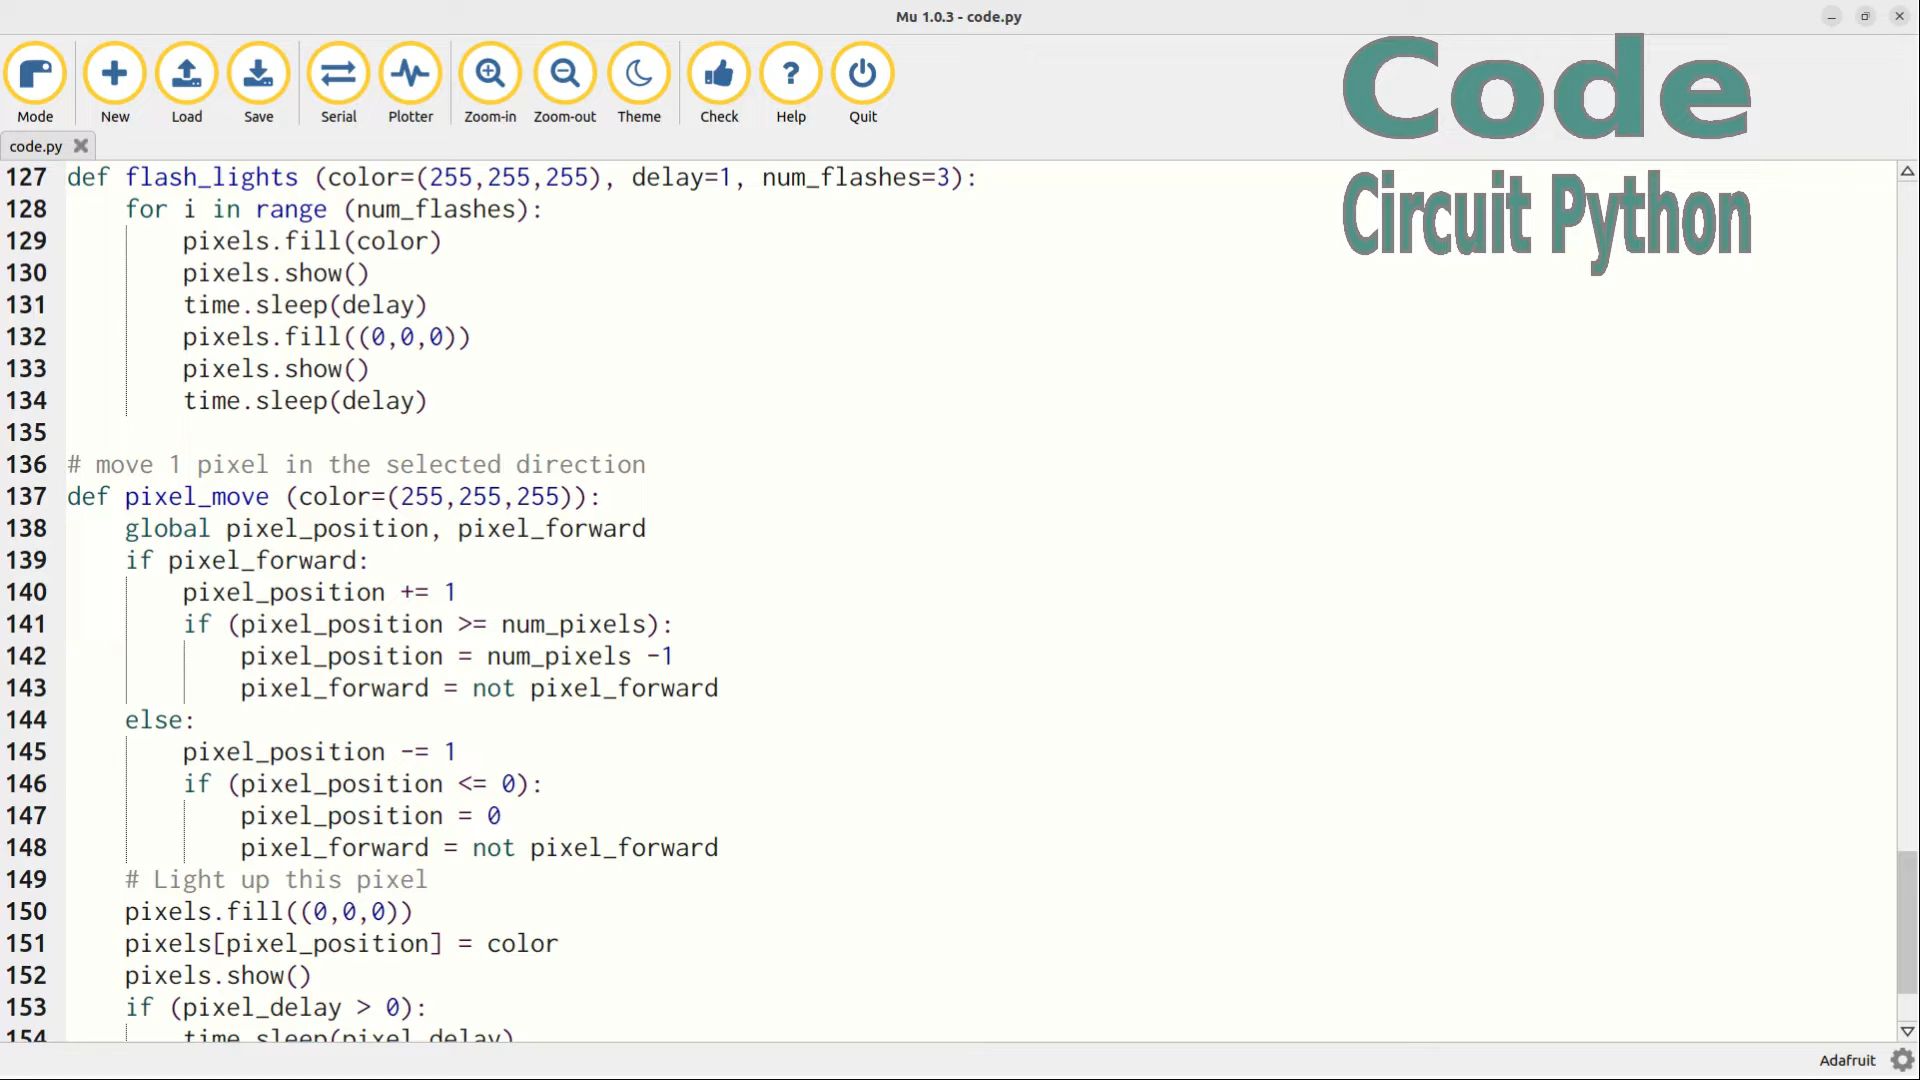 Mu 1.0.3 - code.py
Mode New Load Save Serial Plotter Zoom-in Zoom-out Theme Check Help Quit
Code
Circuit Python
code.py
127 def flash_lights (color=(255,255,255), delay=1, num_flashes=3):
128     for i in range (num_flashes):
129         pixels.fill(color)
130         pixels.show()
131         time.sleep(delay)
132         pixels.fill((0,0,0))
133         pixels.show()
134         time.sleep(delay)
135
136 # move 1 pixel in the selected direction
137 def pixel_move (color=(255,255,255)):
138     global pixel_position, pixel_forward
139     if pixel_forward:
140         pixel_position += 1
141         if (pixel_position >= num_pixels):
142             pixel_position = num_pixels -1
143             pixel_forward = not pixel_forward
144     else:
145         pixel_position -= 1
146         if (pixel_position <= 0):
147             pixel_position = 0
148             pixel_forward = not pixel_forward
149     # Light up this pixel
150     pixels.fill((0,0,0))
151     pixels[pixel_position] = color
152     pixels.show()
153     if (pixel_delay > 0):
154         time.sleep(pixel_delay)
Adafruit